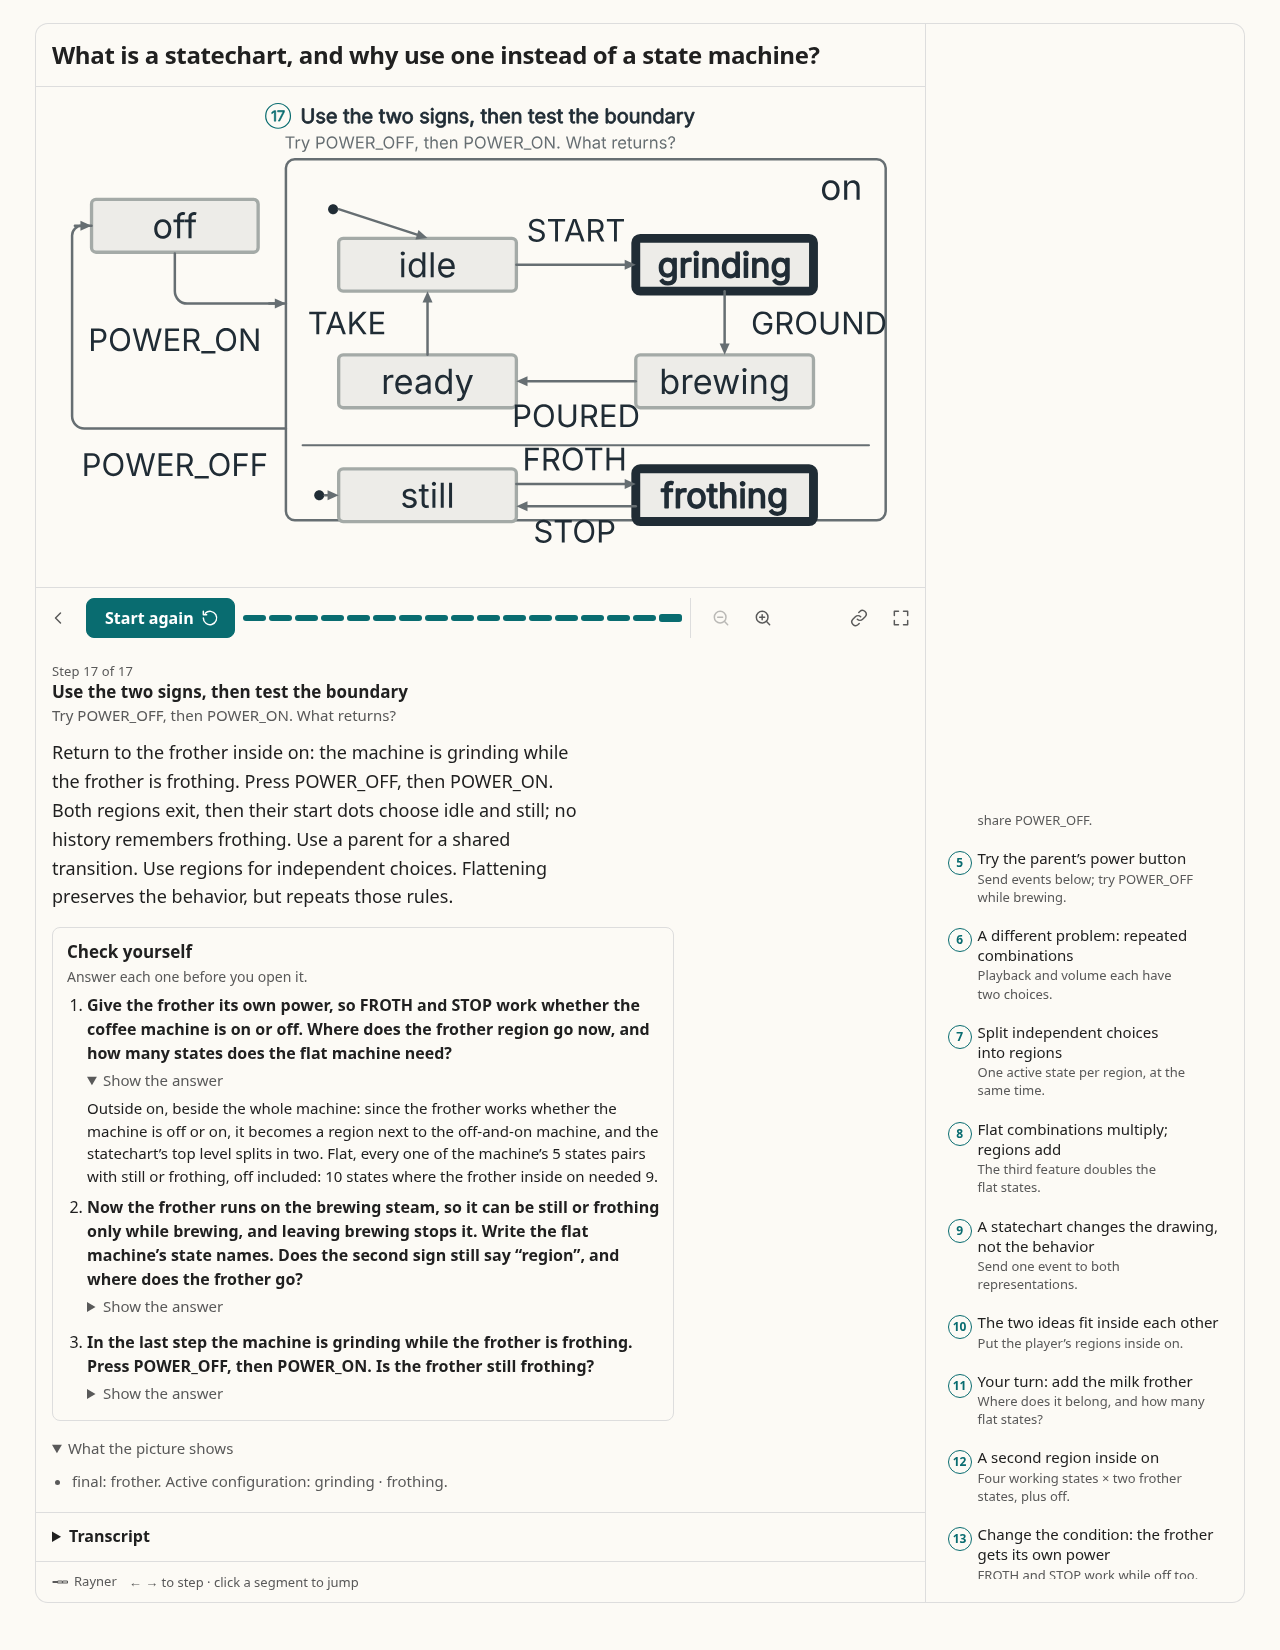 What is a statechart, and why use one instead of a state machine?
17 Use the two signs, then test the boundary
Try POWER_OFF, then POWER_ON. What returns?
on
off
START
idle
grinding
TAKE
GROUND
POWER_ON
ready
brewing
POURED
FROTH
POWER_OFF
still
frothing
STOP
Start again
Step 17 of 17
Use the two signs, then test the boundary
Try POWER_OFF, then POWER_ON. What returns?
Return to the frother inside on: the machine is grinding while
the frother is frothing. Press POWER_OFF, then POWER_ON.
Both regions exit, then their start dots choose idle and still; no
history remembers frothing. Use a parent for a shared
transition. Use regions for independent choices. Flattening
preserves the behavior, but repeats those rules.
Check yourself
Answer each one before you open it.
1. Give the frother its own power, so FROTH and STOP work whether the
coffee machine is on or off. Where does the frother region go now, and
how many states does the flat machine need?
▼ Show the answer
Outside on, beside the whole machine: since the frother works whether the
machine is off or on, it becomes a region next to the off-and-on machine, and the
statechart’s top level splits in two. Flat, every one of the machine’s 5 states pairs
with still or frothing, off included: 10 states where the frother inside on needed 9.
2. Now the frother runs on the brewing steam, so it can be still or frothing
only while brewing, and leaving brewing stops it. Write the flat
machine’s state names. Does the second sign still say “region”, and
where does the frother go?
▶ Show the answer
3. In the last step the machine is grinding while the frother is frothing.
Press POWER_OFF, then POWER_ON. Is the frother still frothing?
▶ Show the answer
▼ What the picture shows
• final: frother. Active configuration: grinding · frothing.
▶ Transcript
Rayner ← → to step · click a segment to jump
share POWER_OFF.
5 Try the parent’s power button
Send events below; try POWER_OFF
while brewing.
6 A different problem: repeated
combinations
Playback and volume each have
two choices.
7 Split independent choices
into regions
One active state per region, at the
same time.
8 Flat combinations multiply;
regions add
The third feature doubles the
flat states.
9 A statechart changes the drawing,
not the behavior
Send one event to both
representations.
10 The two ideas fit inside each other
Put the player’s regions inside on.
11 Your turn: add the milk frother
Where does it belong, and how many
flat states?
12 A second region inside on
Four working states × two frother
states, plus off.
13 Change the condition: the frother
gets its own power
FROTH and STOP work while off too.